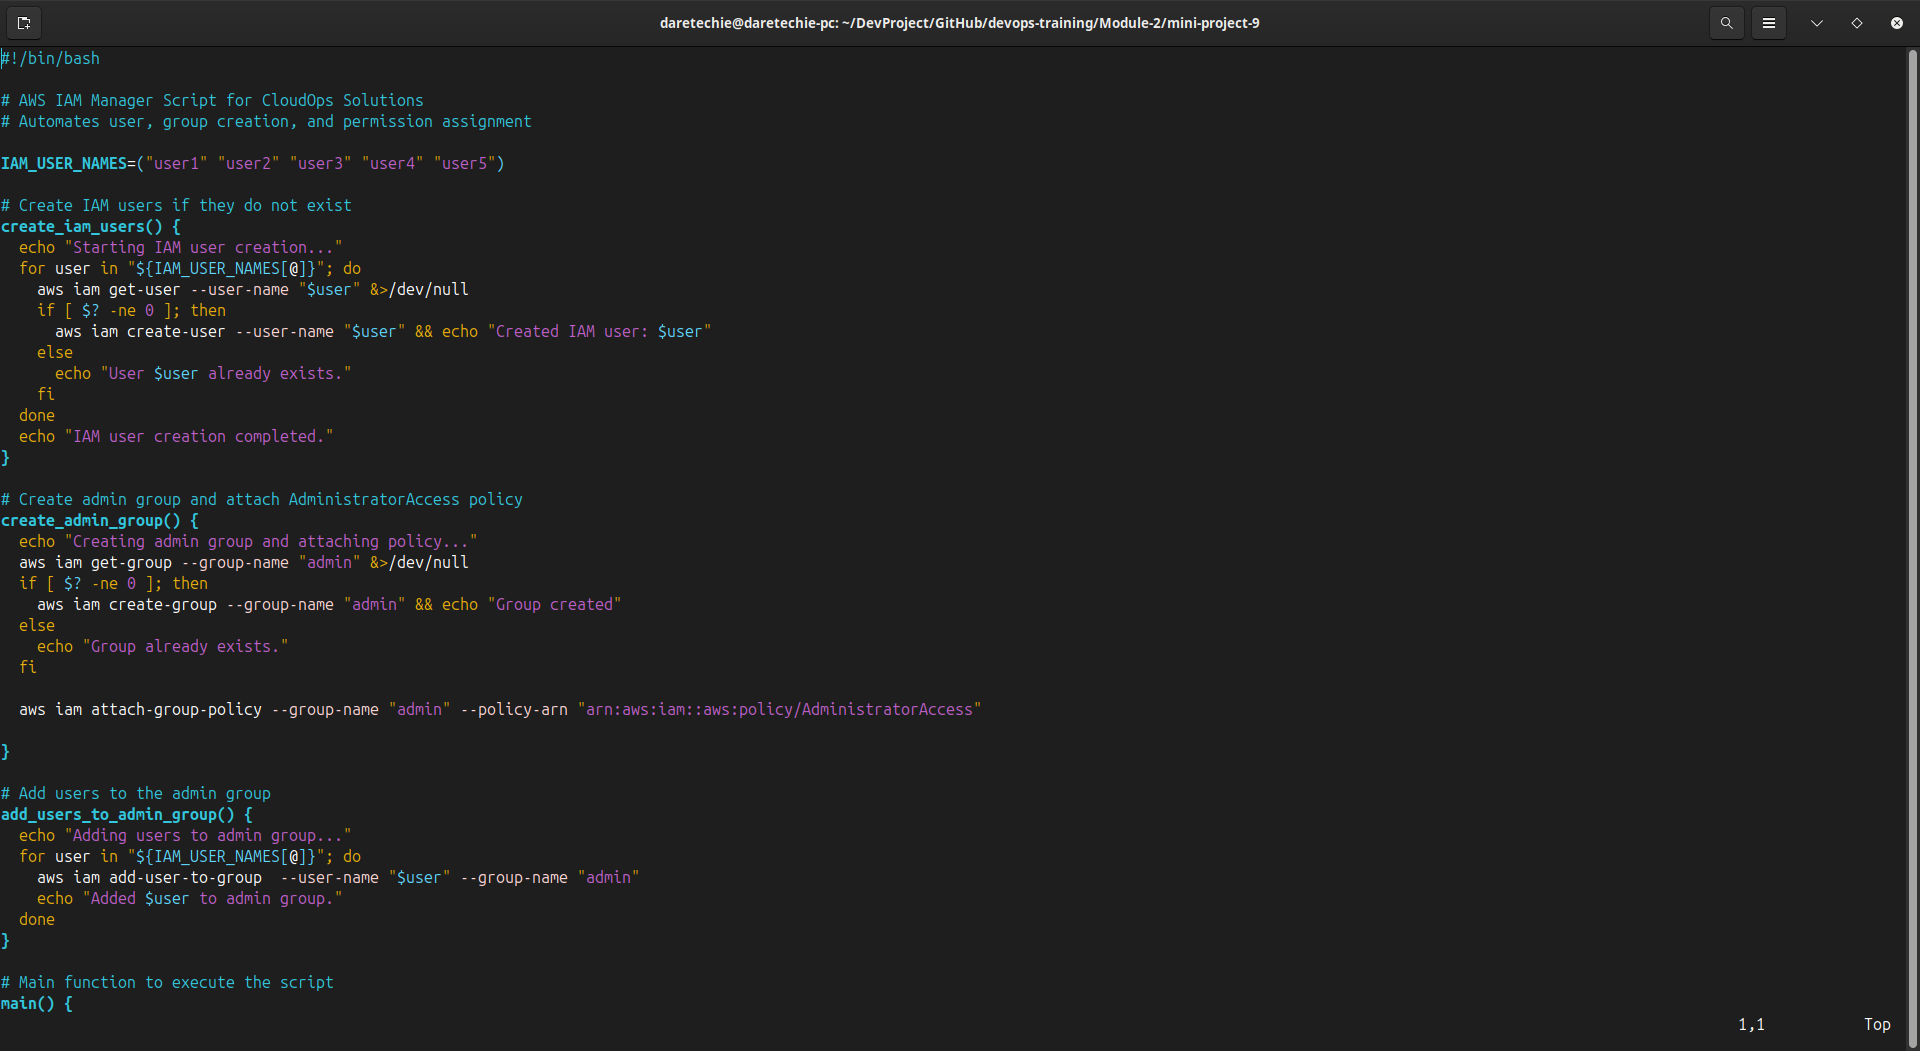 daretechie@daretechie-pc: ~/DevProject/GitHub/devops-training/Module-2/mini-project-9
#!/bin/bash

# AWS IAM Manager Script for CloudOps Solutions
# Automates user, group creation, and permission assignment

IAM_USER_NAMES=("user1" "user2" "user3" "user4" "user5")

# Create IAM users if they do not exist
create_iam_users() {
  echo "Starting IAM user creation..."
  for user in "${IAM_USER_NAMES[@]}"; do
    aws iam get-user --user-name "$user" &>/dev/null
    if [ $? -ne 0 ]; then
      aws iam create-user --user-name "$user" && echo "Created IAM user: $user"
    else
      echo "User $user already exists."
    fi
  done
  echo "IAM user creation completed."
}

# Create admin group and attach AdministratorAccess policy
create_admin_group() {
  echo "Creating admin group and attaching policy..."
  aws iam get-group --group-name "admin" &>/dev/null
  if [ $? -ne 0 ]; then
    aws iam create-group --group-name "admin" && echo "Group created"
  else
    echo "Group already exists."
  fi

  aws iam attach-group-policy --group-name "admin" --policy-arn "arn:aws:iam::aws:policy/AdministratorAccess"

}

# Add users to the admin group
add_users_to_admin_group() {
  echo "Adding users to admin group..."
  for user in "${IAM_USER_NAMES[@]}"; do
    aws iam add-user-to-group  --user-name "$user" --group-name "admin"
    echo "Added $user to admin group."
  done
}

# Main function to execute the script
main() {
1,1 Top